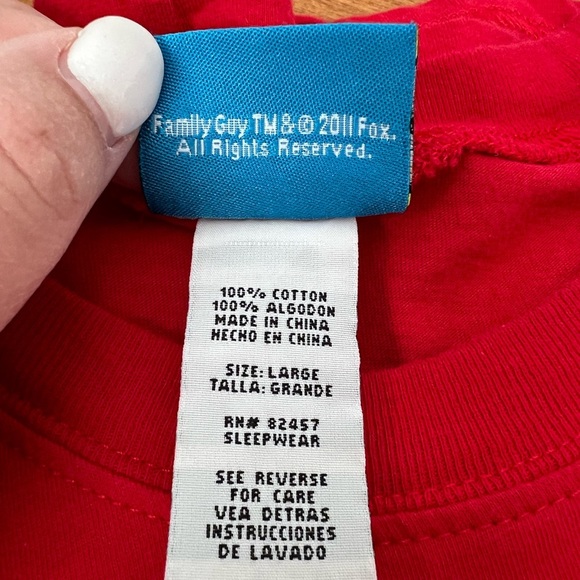 Family Guy TM & © 2011 Fox.
All Rights Reserved.
100% COTTON
100% ALGODON
MADE IN CHINA
HECHO EN CHINA
SIZE: LARGE
TALLA: GRANDE
RN# 82457
SLEEPWEAR
SEE REVERSE
FOR CARE
VEA DETRAS
INSTRUCCIONES
DE LAVADO